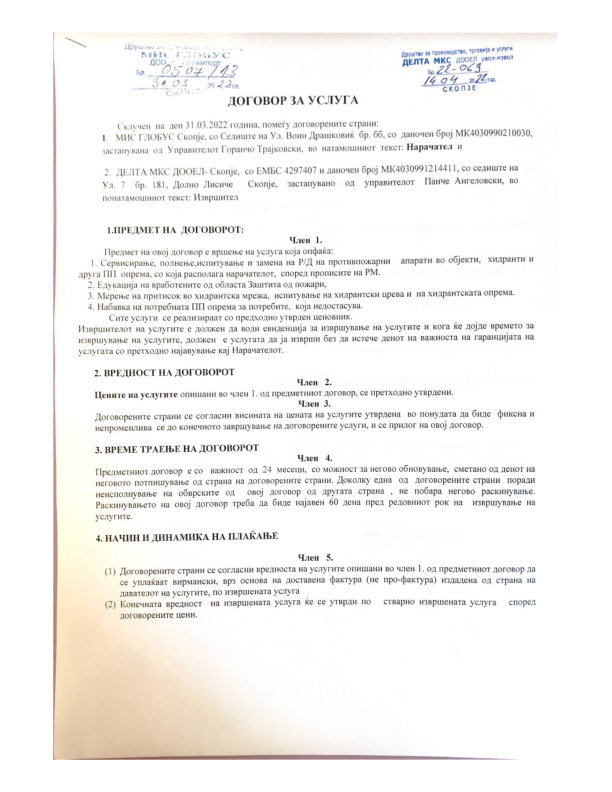 ДОО
Бр. 0507/13
31.03 2022 год.
Друштво за производство, трговија и услуги
ДЕЛТА МКС ДООЕЛ увоз-извоз
Бр. 22-063
14.04 2022 год.
СКОПЈЕ
ДОГОВОР ЗА УСЛУГА
Склучен на ден 31.03.2022 година, помеѓу договорените страни:
1. МИС ГЛОБУС Скопје, со Седиште на Ул. Воин Драшковиќ бр. бб, со даночен број МК4030990210030,
застапувана од Управителот Горанчо Трајковски, во натамошниот текст: Нарачател и
2. ДЕЛТА МКС ДООЕЛ- Скопје, со ЕМБС 4297407 и даночен број МК4030991214411, со седиште на
Ул. 7 бр. 181, Долно Лисиче Скопје, застапувано од управителот Панче Ангеловски, во
понатамошниот текст: Извршител
1.ПРЕДМЕТ НА ДОГОВОРОТ:
Член 1.
Предмет на овој договор е вршење на услуга која опфаќа:
1. Сервисирање, полнење,испитување и замена на Р/Д на противпожарни апарати во објекти, хидранти и
друга ПП опрема, со која располага нарачателот, според прописите на РМ.
2. Едукација на вработените од областа Заштита од пожари,
3. Мерење на притисок во хидрантска мрежа, испитување на хидрантски црева и на хидрантската опрема.
4. Набавка на потребната ПП опрема за потребите, која недостасува.
Сите услуги се реализираат со предходно утврден ценовник.
Извршителот на услугите е должен да води евиденција за извршување на услугите и кога ќе дојде времето за
извршување на услугите, должен е услугата да ја изврши без да истече денот на важноста на гаранцијата на
услугата со претходно најавување кај Нарачателот.
2. ВРЕДНОСТ НА ДОГОВОРОТ
Член 2.
Цените на услугите опишани во член 1. од предметниот договор, се претходно утврдени.
Член 3.
Договорените страни се согласни висината на цената на услугите утврдена во понудата да биде фиксна и
непроменлива се до конечното завршување на договорените услуги, и се прилог на овој договор.
3. ВРЕМЕ ТРАЕЊЕ НА ДОГОВОРОТ
Член 4.
Предметниот договор е со важност од 24 месеци, со можност за негово обновување, сметано од денот на
неговото потпишување од страна на договорените страни. Доколку една од договорените страни поради
неисполнување на обврските од овој договор од другата страна , не побара негово раскинување.
Раскинувањето на овој договор треба да биде најавен 60 дена пред редовниот рок на извршување на
услугите.
4. НАЧИН И ДИНАМИКА НА ПЛАЌАЊЕ
Член 5.
(1) Договорените страни се согласни вредноста на услугите опишани во член 1. од предметниот договор да
се уплаќаат вирмански, врз основа на доставена фактура (не про-фактура) издадена од страна на
давателот на услугите, по извршената услуга
(2) Конечната вредност на извршената услуга ќе се утврди по стварно извршената услуга според
договорените цени.